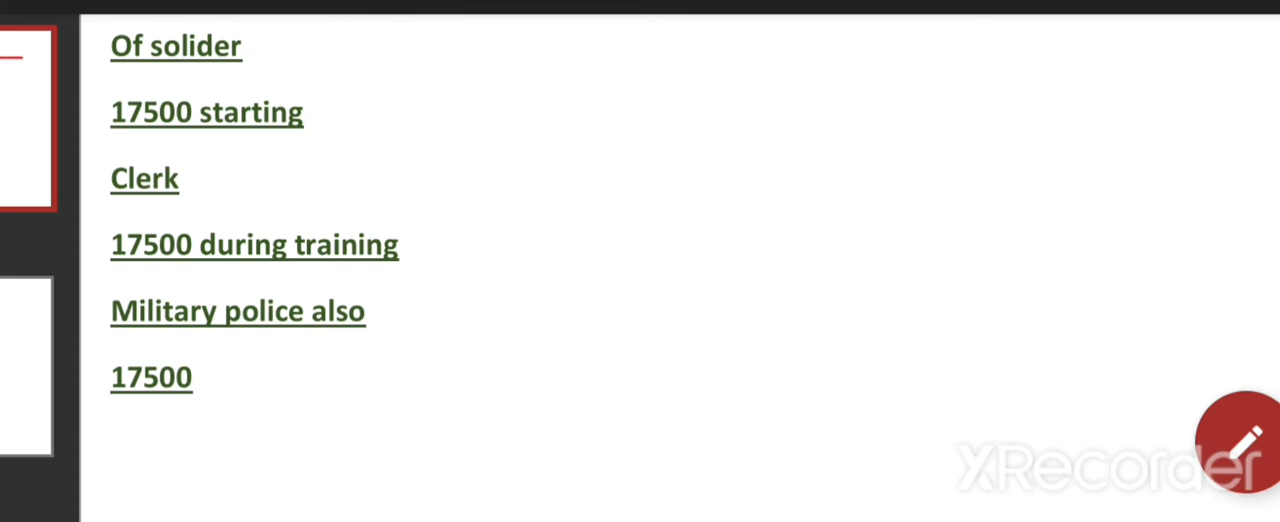 Of solider
17500 starting
Clerk
17500 during training
Military police also
17500
XRecorder